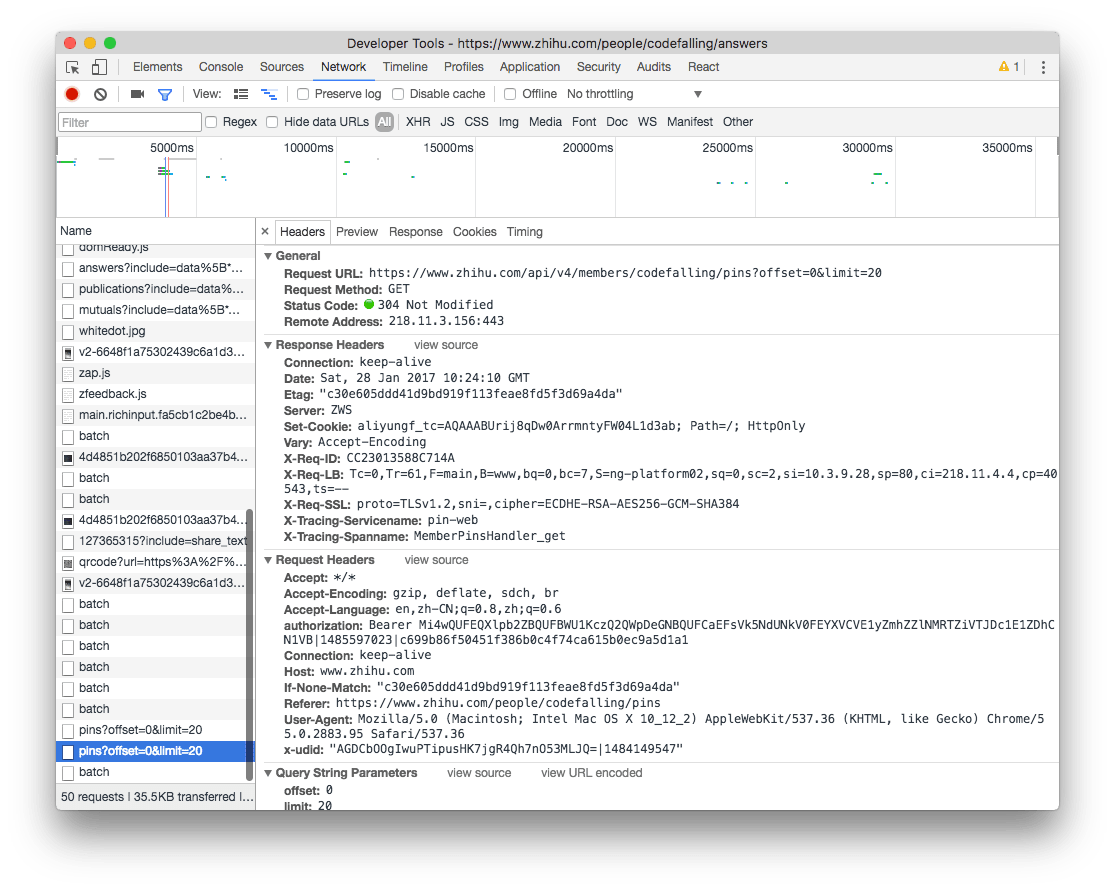 Developer Tools - https://www.zhihu.com/people/codefalling/answers
Elements Console Sources Network Timeline Profiles Application Security Audits React 1
View: Preserve log Disable cache Offline No throttling
Filter Regex Hide data URLs All XHR JS CSS Img Media Font Doc WS Manifest Other
5000ms 10000ms 15000ms 20000ms 25000ms 30000ms 35000ms
Name
domReady.js
answers?include=data%5B*...
publications?include=data%...
mutuals?include=data%5B*...
whitedot.jpg
v2-6648f1a75302439c6a1d3...
zap.js
zfeedback.js
main.richinput.fa5cb1c2be4b...
batch
4d4851b202f6850103aa37b4...
batch
batch
4d4851b202f6850103aa37b4...
127365315?include=share_text
qrcode?url=https%3A%2F%...
v2-6648f1a75302439c6a1d3...
batch
batch
batch
batch
batch
batch
pins?offset=0&limit=20
pins?offset=0&limit=20
batch
50 requests | 35.5KB transferred |...
× Headers Preview Response Cookies Timing
General
Request URL: https://www.zhihu.com/api/v4/members/codefalling/pins?offset=0&limit=20
Request Method: GET
Status Code: 304 Not Modified
Remote Address: 218.11.3.156:443
Response Headers view source
Connection: keep-alive
Date: Sat, 28 Jan 2017 10:24:10 GMT
Etag: "c30e605ddd41d9bd919f113feae8fd5f3d69a4da"
Server: ZWS
Set-Cookie: aliyungf_tc=AQAAABUrij8qDw0ArrmntyFW04L1d3ab; Path=/; HttpOnly
Vary: Accept-Encoding
X-Req-ID: CC23013588C714A
X-Req-LB: Tc=0,Tr=61,F=main,B=www,bq=0,bc=7,S=ng-platform02,sq=0,sc=2,si=10.3.9.28,sp=80,ci=218.11.4.4,cp=40
543,ts=--
X-Req-SSL: proto=TLSv1.2,sni=,cipher=ECDHE-RSA-AES256-GCM-SHA384
X-Tracing-Servicename: pin-web
X-Tracing-Spanname: MemberPinsHandler_get
Request Headers view source
Accept: */*
Accept-Encoding: gzip, deflate, sdch, br
Accept-Language: en,zh-CN;q=0.8,zh;q=0.6
authorization: Bearer Mi4wQUFEQXlpb2ZBQUFBWU1KczQ2QWpDeGNBQUFCaEFsVk5NdUNkV0FEYXVCVE1yZmhZZlNMRTZiVTJDc1E1ZDhC
N1VB|1485597023|c699b86f50451f386b0c4f74ca615b0ec9a5d1a1
Connection: keep-alive
Host: www.zhihu.com
If-None-Match: "c30e605ddd41d9bd919f113feae8fd5f3d69a4da"
Referer: https://www.zhihu.com/people/codefalling/pins
User-Agent: Mozilla/5.0 (Macintosh; Intel Mac OS X 10_12_2) AppleWebKit/537.36 (KHTML, like Gecko) Chrome/5
5.0.2883.95 Safari/537.36
x-udid: "AGDCbOOgIwuPTipusHK7jgR4Qh7nO53MLJQ=|1484149547"
Query String Parameters view source view URL encoded
offset: 0
limit: 20